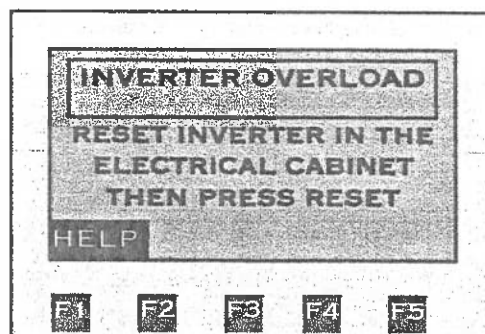 INVERTER OVERLOAD
RESET INVERTER IN THE
ELECTRICAL CABINET
THEN PRESS RESET
HELP
F1 F2 F3 F4 F5